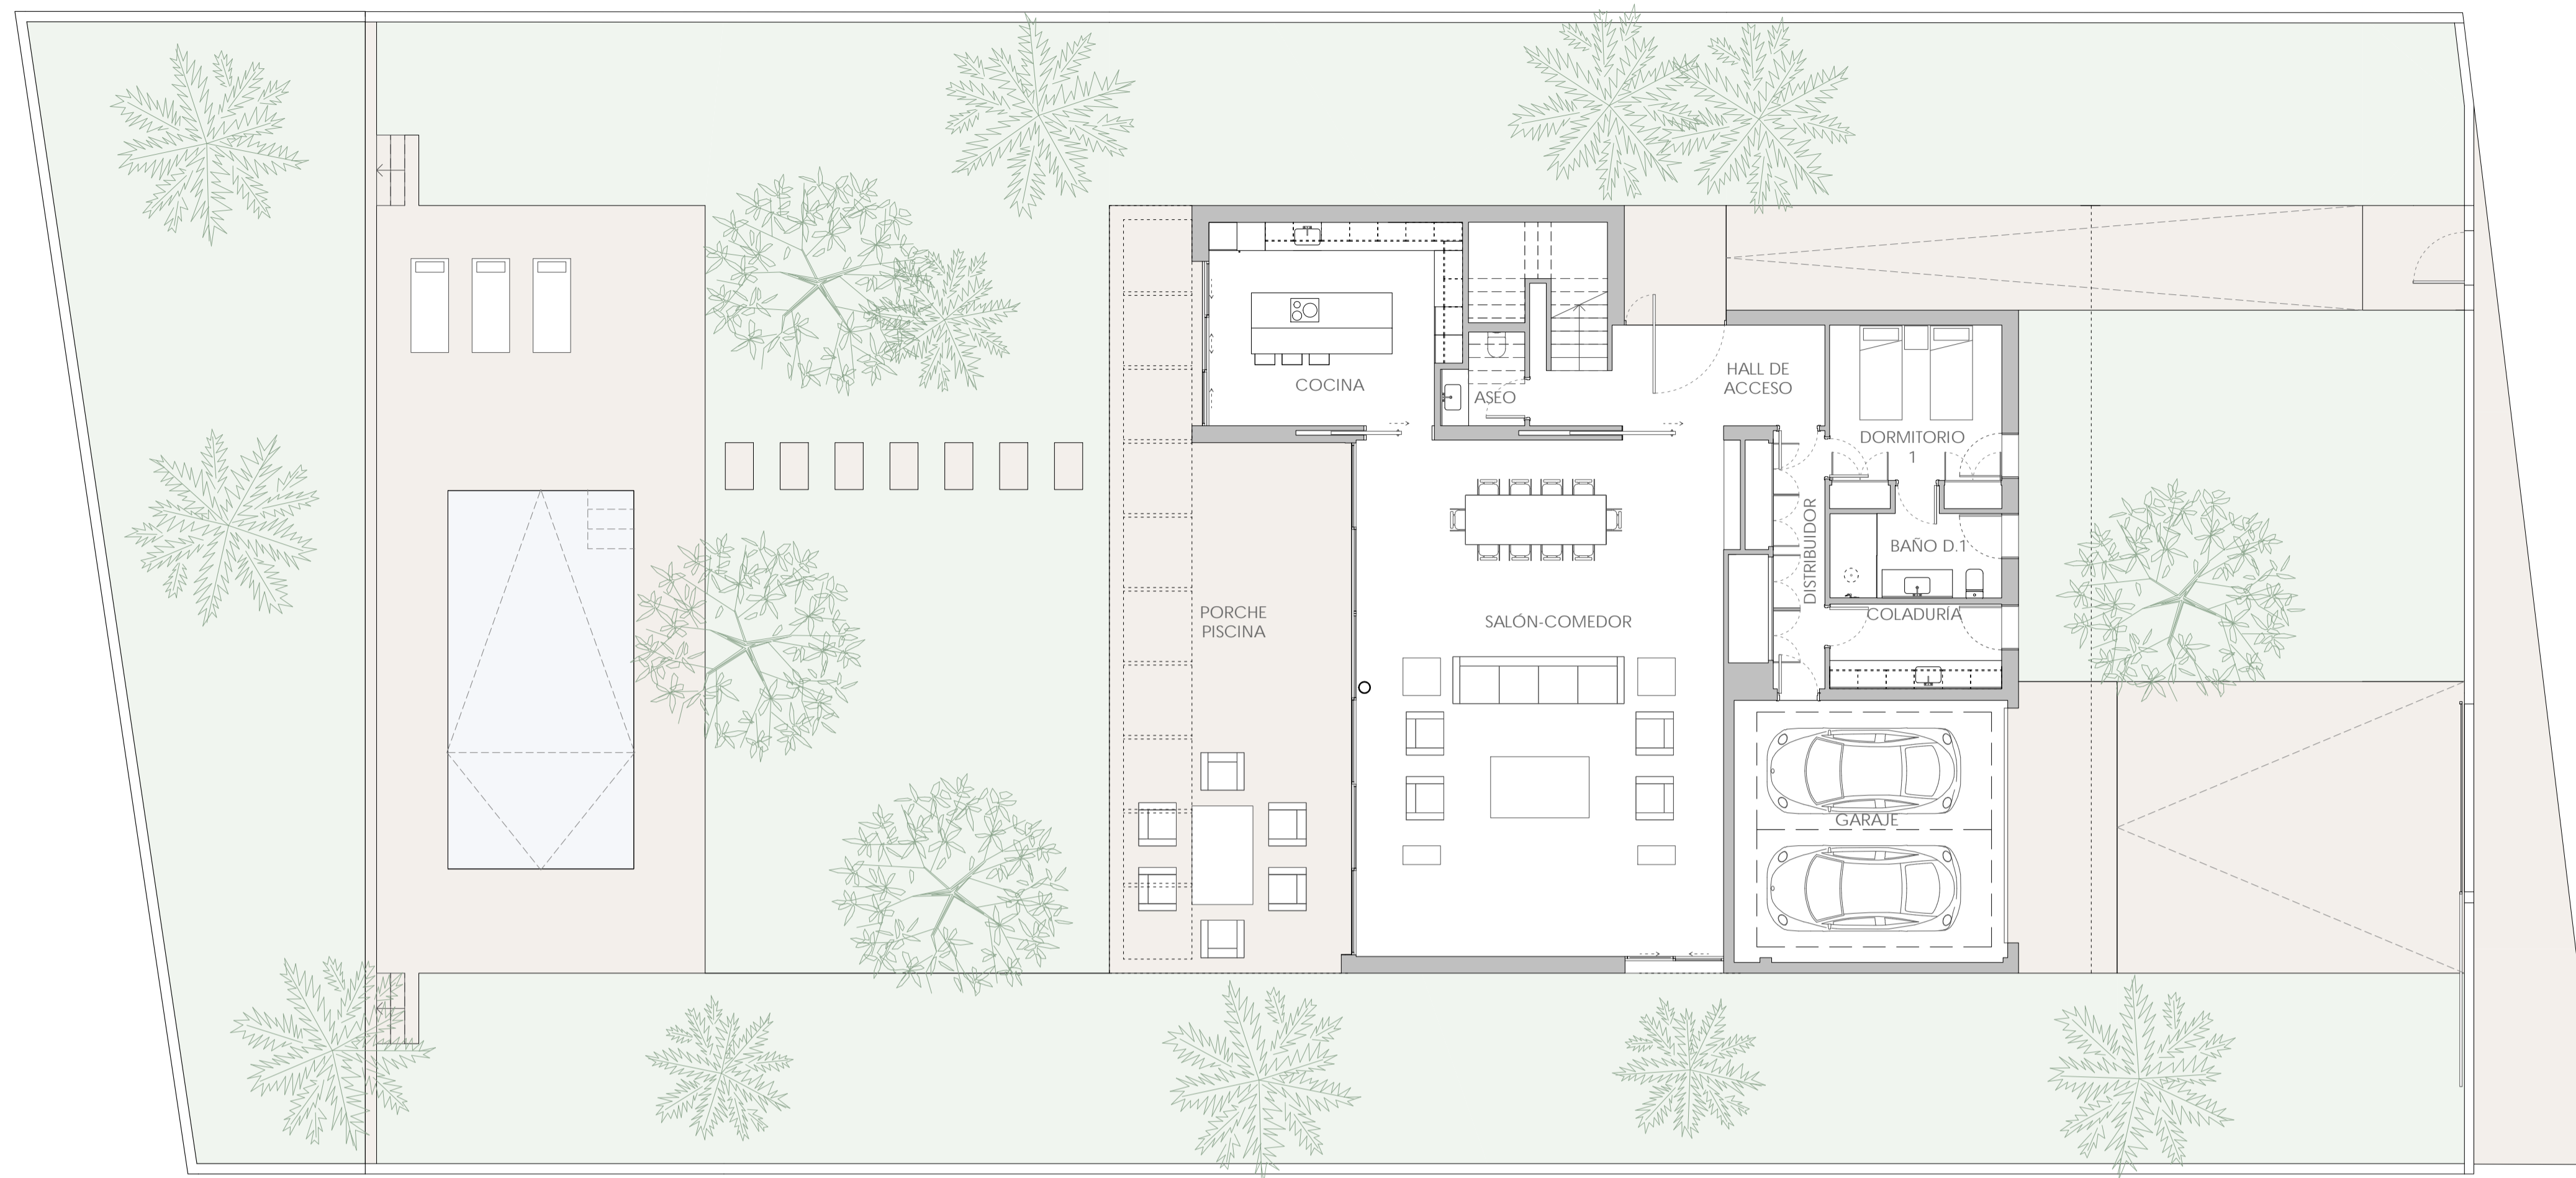 HALL DE
ACCESO
COCINA
ASEO
DORMITORIO
1
DISTRIBUIDOR
BAÑO D.1
PORCHE
PISCINA
SALÓN-COMEDOR
COLADURÍA
GARAJE